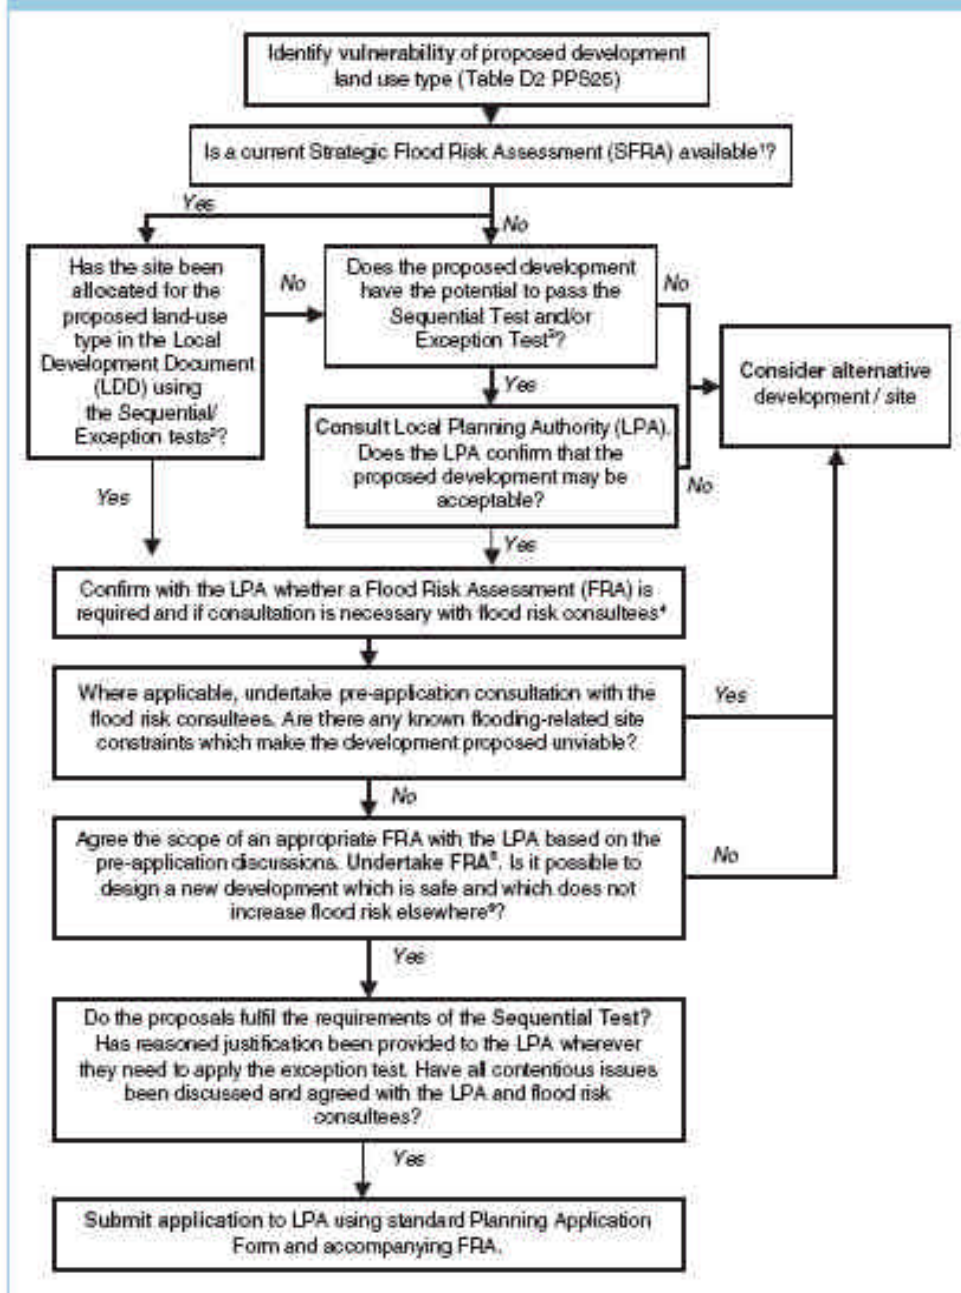 Identify vulnerability of proposed development
land use type (Table D2 PPS25)
Is a current Strategic Flood Risk Assessment (SFRA) available¹?
Yes
No
Has the site been
allocated for the
proposed land-use
type in the Local
Development Document
(LDD) using
the Sequential/
Exception tests²?
No
Does the proposed development
have the potential to pass the
Sequential Test and/or
Exception Test³?
No
Yes
Consider alternative
development / site
Consult Local Planning Authority (LPA).
Does the LPA confirm that the
proposed development may be
acceptable?
No
Yes
Yes
Confirm with the LPA whether a Flood Risk Assessment (FRA) is
required and if consultation is necessary with flood risk consultees⁴
Where applicable, undertake pre-application consultation with the
flood risk consultees. Are there any known flooding-related site
constraints which make the development proposed unviable?
Yes
No
Agree the scope of an appropriate FRA with the LPA based on the
pre-application discussions. Undertake FRA⁵. Is it possible to
design a new development which is safe and which does not
increase flood risk elsewhere⁶?
No
Yes
Do the proposals fulfil the requirements of the Sequential Test?
Has reasoned justification been provided to the LPA wherever
they need to apply the exception test. Have all contentious issues
been discussed and agreed with the LPA and flood risk
consultees?
Yes
Submit application to LPA using standard Planning Application
Form and accompanying FRA.